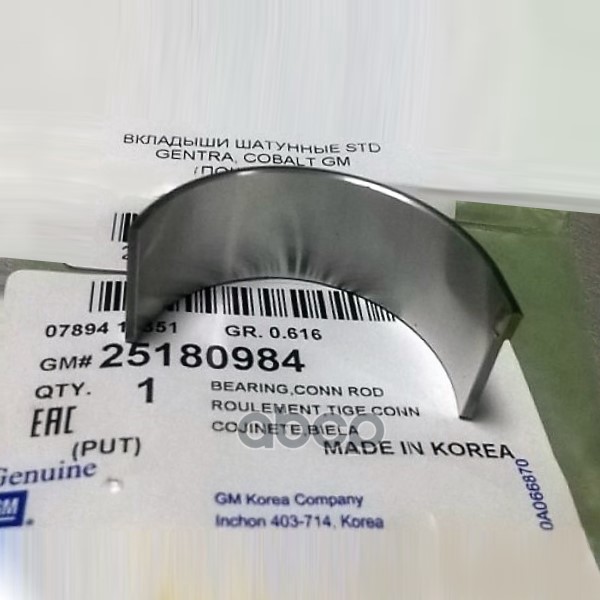 ВКЛАДЫШИ ШАТУННЫЕ STD
GENTRA, COBALT GM
GR. 0.616
GM# 25180984
QTY. 1
BEARING,CONN ROD
ROULEMENT,TIGE.CONN
COJINETE,BIELA
EAC
(PUT)
MADE IN KOREA
Genuine
GM
GM Korea Company
Inchon 403-714, Korea
0A066870